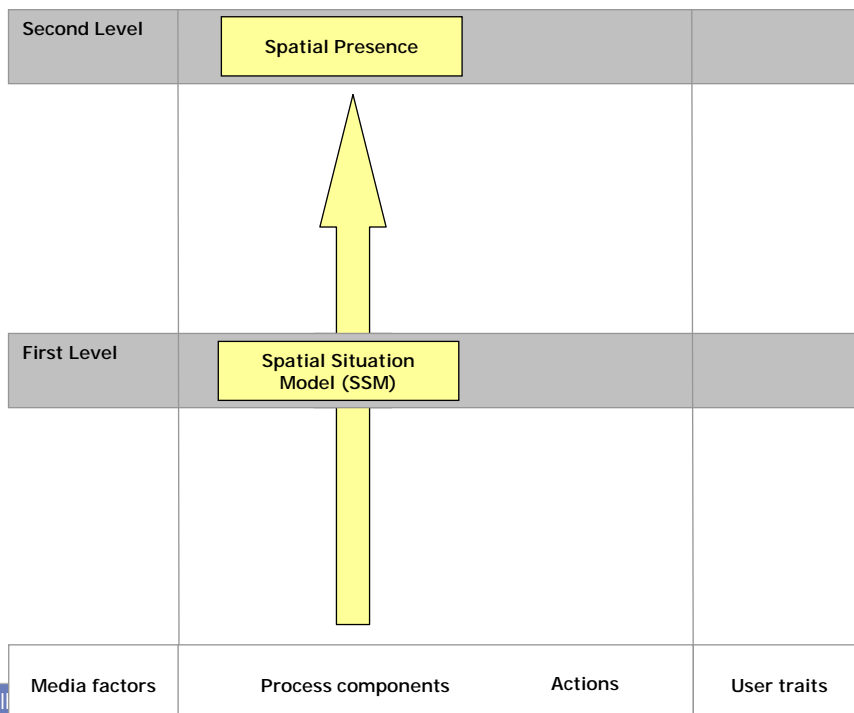 Second Level
Spatial Presence
First Level
Spatial Situation
Model (SSM)
Media factors
Process components
Actions
User traits